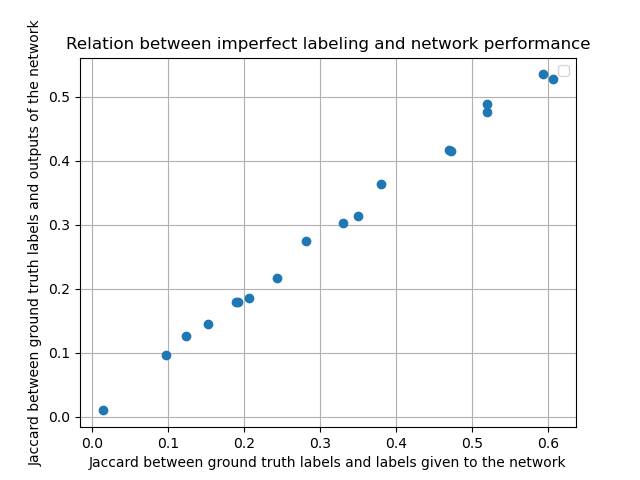 Relation between imperfect labeling and network performance
Jaccard between ground truth labels and outputs of the network
0.5
0.4
0.3
0.2
0.1
0.0
0.0 0.1 0.2 0.3 0.4 0.5 0.6
Jaccard between ground truth labels and labels given to the network